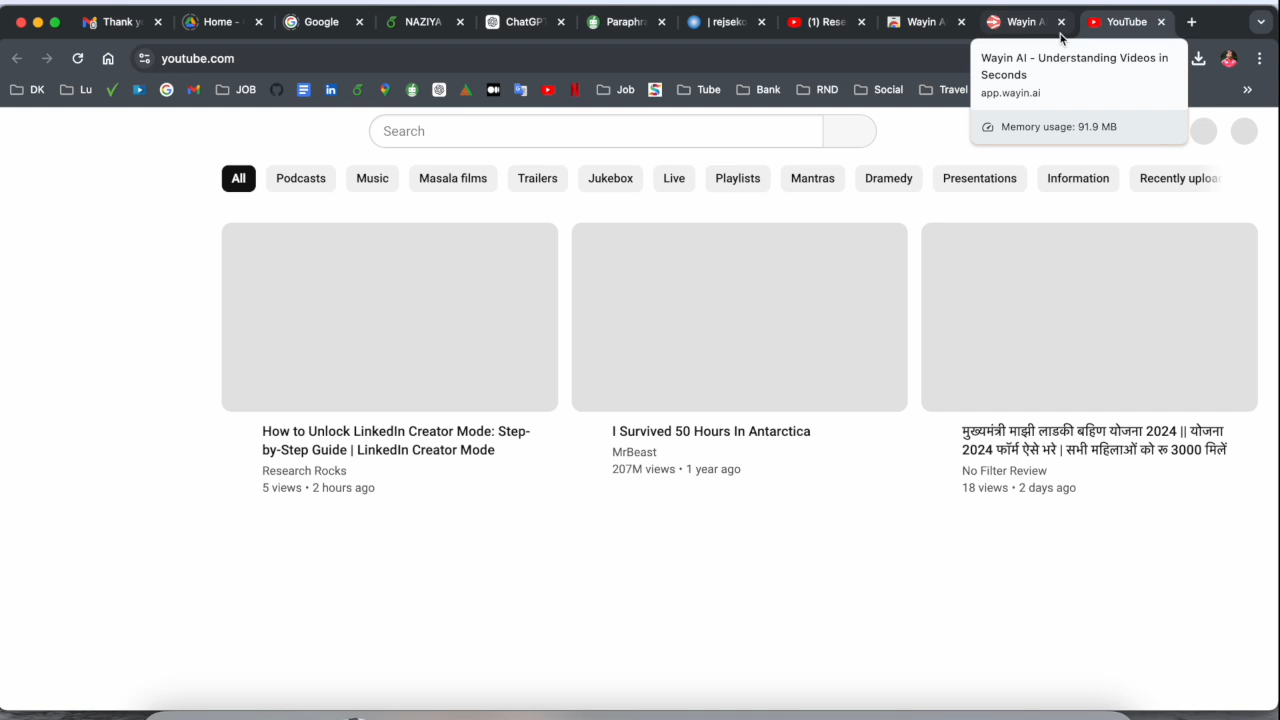 Thank y
Home -
Google
NAZIYA
ChatGPT
Paraphra
| rejseko
(1) Rese
Wayin A
Wayin A
YouTube
youtube.com
Wayin AI - Understanding Videos in
Seconds
app.wayin.ai
Memory usage: 91.9 MB
DK
Lu
JOB
Job
Tube
Bank
RND
Social
Travel
Search
All
Podcasts
Music
Masala films
Trailers
Jukebox
Live
Playlists
Mantras
Dramedy
Presentations
Information
Recently uploa
How to Unlock LinkedIn Creator Mode: Step-
by-Step Guide | LinkedIn Creator Mode
Research Rocks
5 views • 2 hours ago
I Survived 50 Hours In Antarctica
MrBeast
207M views • 1 year ago
मुख्यमंत्री माझी लाडकी बहिण योजना 2024 || योजना
2024 फॉर्म ऐसे भरे | सभी महिलाओं को रू 3000 मिलें
No Filter Review
18 views • 2 days ago